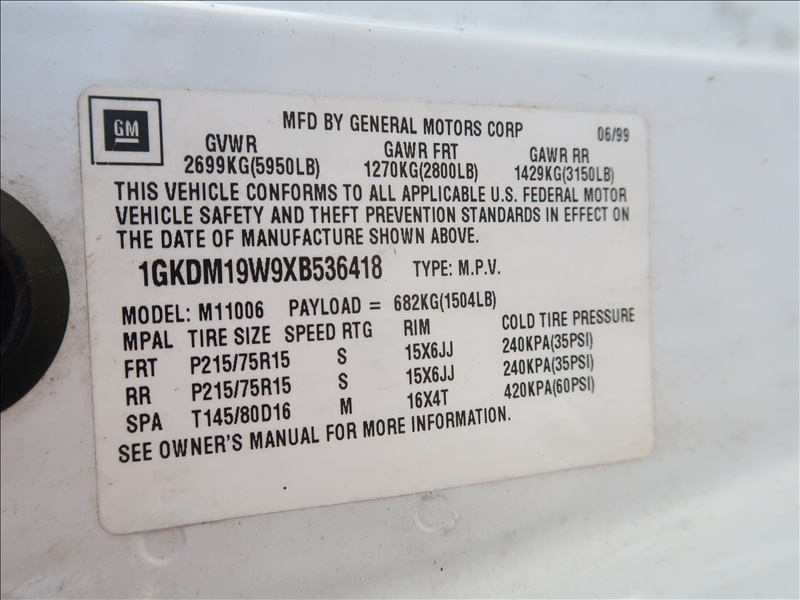 GM
MFD BY GENERAL MOTORS CORP 06/99
GVWR GAWR FRT GAWR RR
2699KG(5950LB) 1270KG(2800LB) 1429KG(3150LB)
THIS VEHICLE CONFORMS TO ALL APPLICABLE U.S. FEDERAL MOTOR
VEHICLE SAFETY AND THEFT PREVENTION STANDARDS IN EFFECT ON
THE DATE OF MANUFACTURE SHOWN ABOVE.
1GKDM19W9XB536418 TYPE: M.P.V.
MODEL: M11006 PAYLOAD = 682KG(1504LB)
MPAL TIRE SIZE SPEED RTG RIM COLD TIRE PRESSURE
FRT P215/75R15 S 15X6JJ 240KPA(35PSI)
RR P215/75R15 S 15X6JJ 240KPA(35PSI)
SPA T145/80D16 M 16X4T 420KPA(60PSI)
SEE OWNER'S MANUAL FOR MORE INFORMATION.